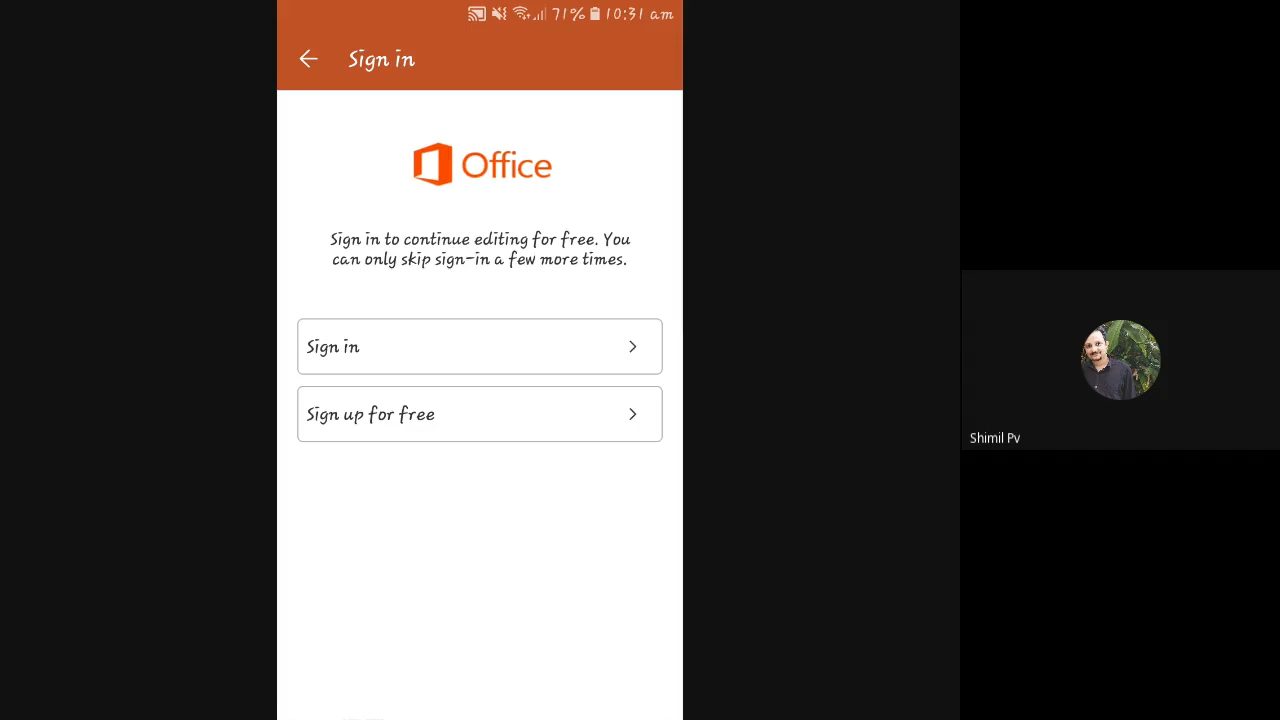 71% 10:31 am
Sign in
Office
Sign in to continue editing for free. You
can only skip sign-in a few more times.
Sign in
Sign up for free
Shimil Pv